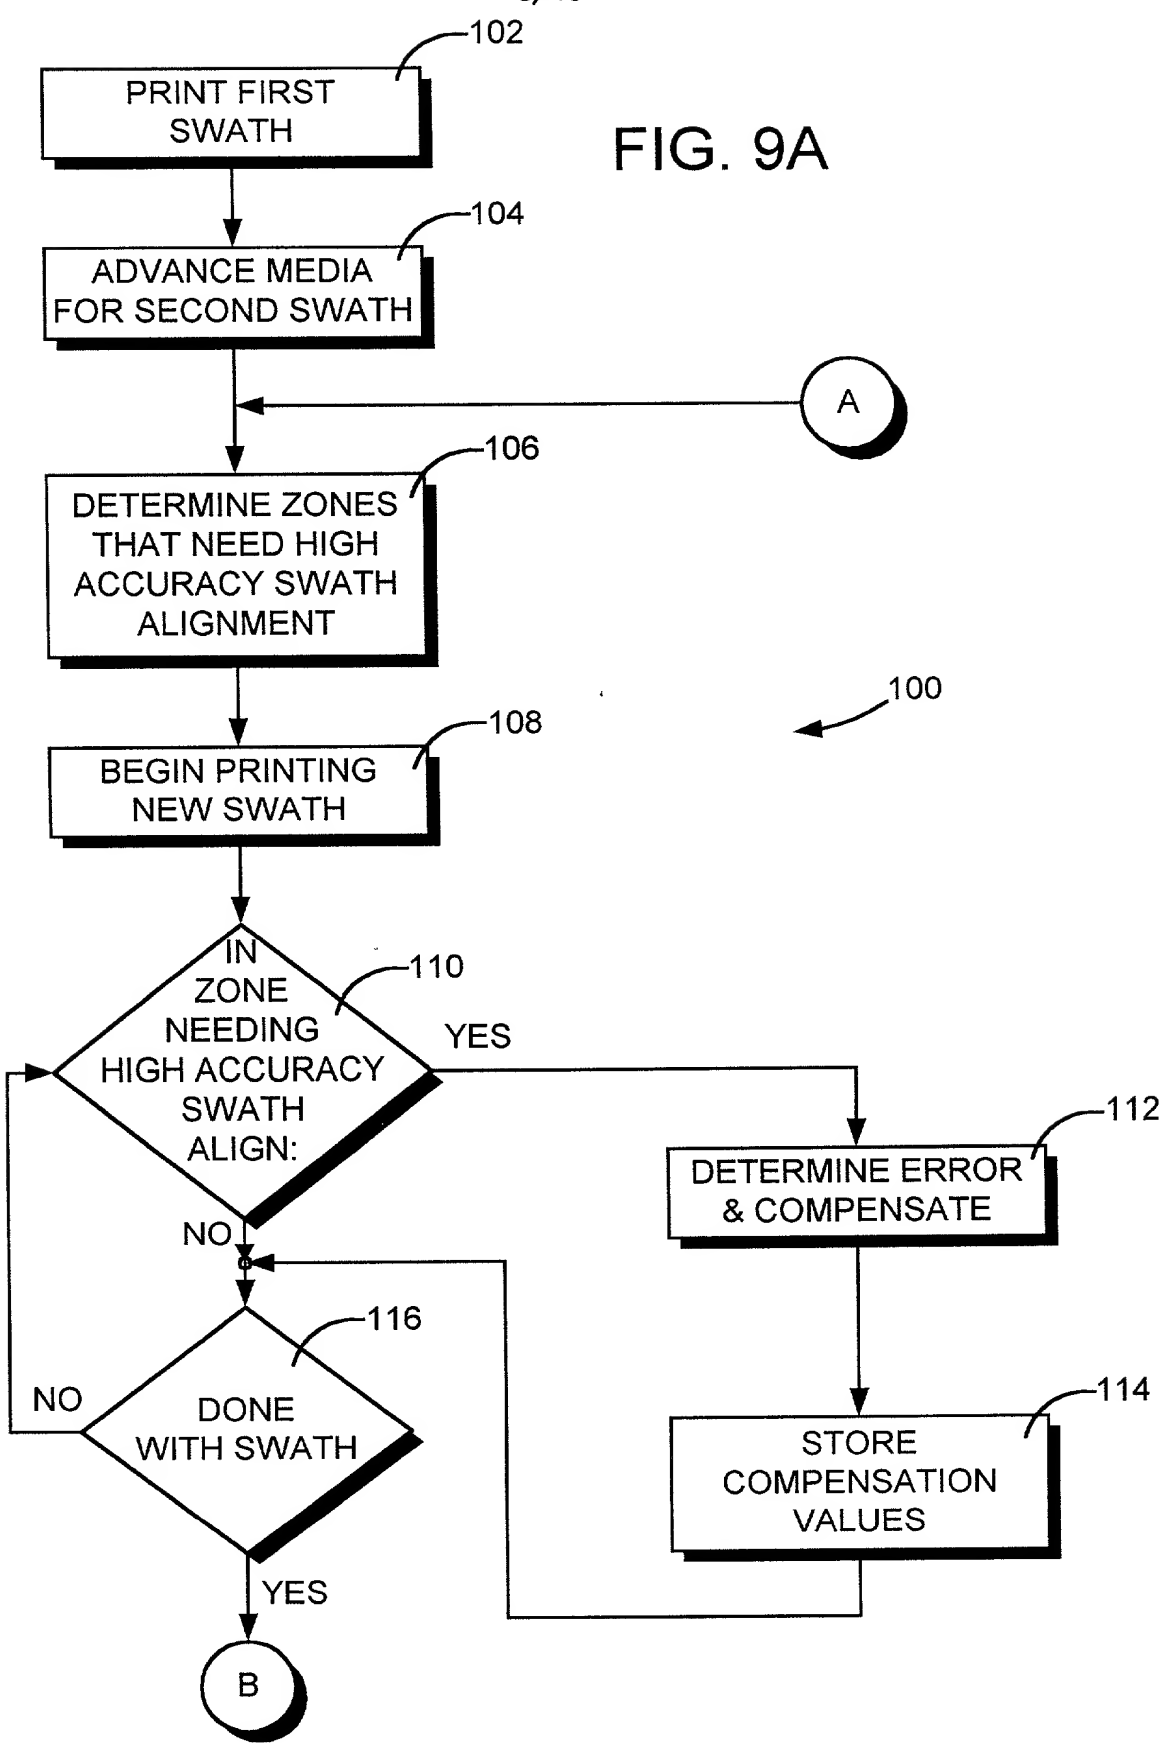 102
PRINT FIRST
SWATH
FIG. 9A
104
ADVANCE MEDIA
FOR SECOND SWATH
A
106
DETERMINE ZONES
THAT NEED HIGH
ACCURACY SWATH
ALIGNMENT
100
108
BEGIN PRINTING
NEW SWATH
IN
ZONE
NEEDING
HIGH ACCURACY
SWATH
ALIGN:
110
YES
112
DETERMINE ERROR
& COMPENSATE
NO
116
DONE
WITH SWATH
NO
114
STORE
COMPENSATION
VALUES
YES
B